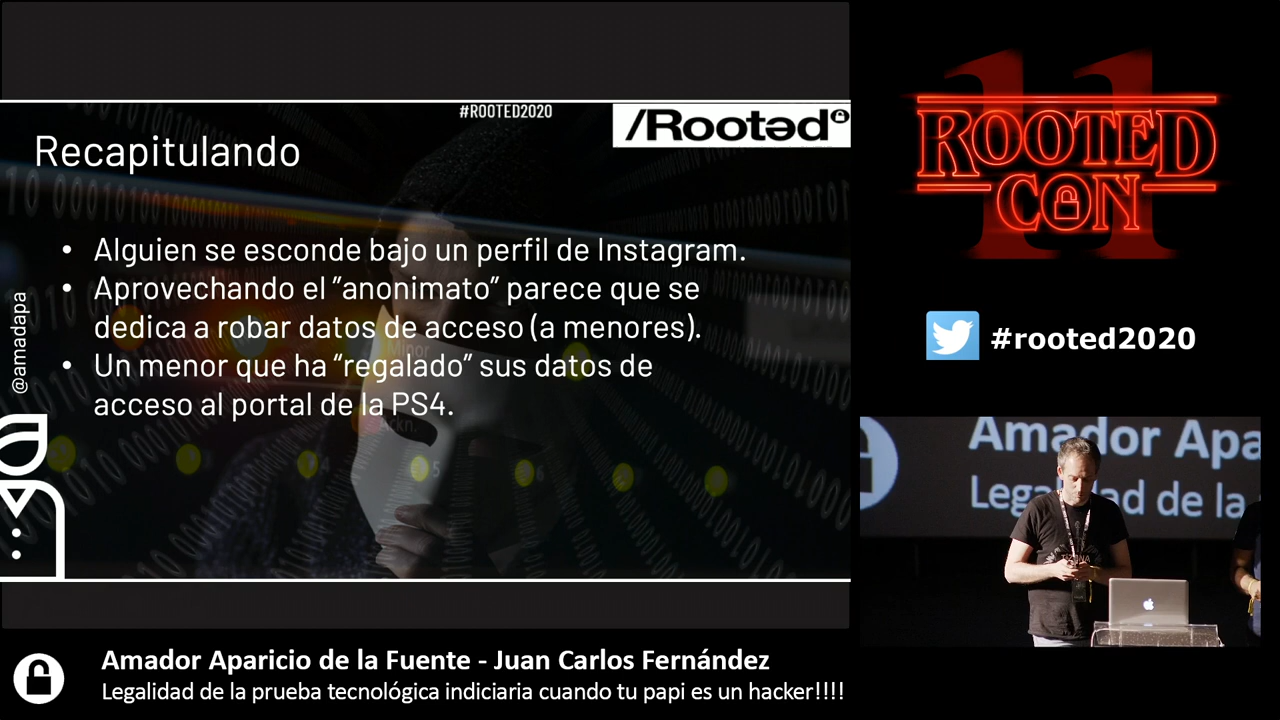 #ROOTED2020
/Rooted
Recapitulando
• Alguien se esconde bajo un perfil de Instagram.
• Aprovechando el "anonimato" parece que se
dedica a robar datos de acceso (a menores).
• Un menor que ha "regalado" sus datos de
acceso al portal de la PS4.
@amadapa
11
ROOTED
CON
#rooted2020
Amador Apa
Legalidad de la
Amador Aparicio de la Fuente - Juan Carlos Fernández
Legalidad de la prueba tecnológica indiciaria cuando tu papi es un hacker!!!!